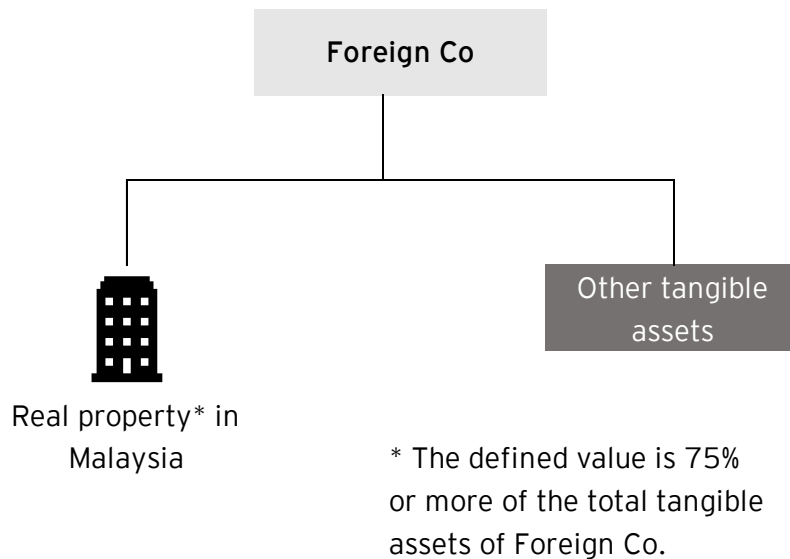 Foreign Co
Other tangible
assets
Real property* in
Malaysia
* The defined value is 75%
or more of the total tangible
assets of Foreign Co.